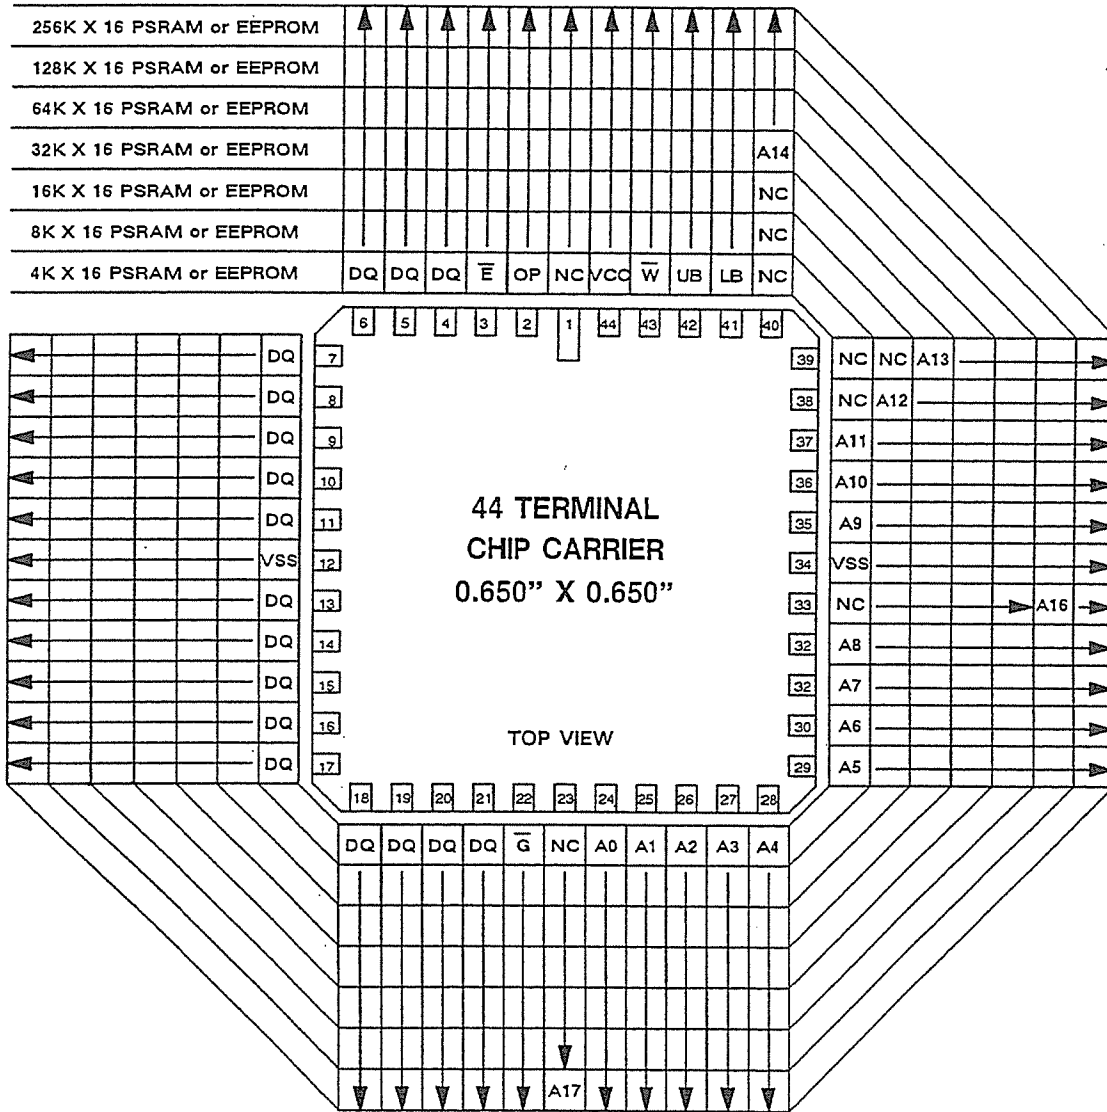 256K X 16 PSRAM or EEPROM
128K X 16 PSRAM or EEPROM
64K X 16 PSRAM or EEPROM
32K X 16 PSRAM or EEPROM A14
16K X 16 PSRAM or EEPROM NC
8K X 16 PSRAM or EEPROM NC
4K X 16 PSRAM or EEPROM DQ DQ DQ E̅ OP NC VCC W̅ UB LB NC
6 5 4 3 2 1 44 43 42 41 40
DQ 7 39 NC NC A13
DQ 8 38 NC A12
DQ 9 37 A11
DQ 10 36 A10
DQ 11 35 A9
VSS 12 34 VSS
DQ 13 33 NC A16
DQ 14 32 A8
DQ 15 32 A7
DQ 16 30 A6
DQ 17 29 A5
44 TERMINAL
CHIP CARRIER
0.650" X 0.650"
TOP VIEW
18 19 20 21 22 23 24 25 26 27 28
DQ DQ DQ DQ G̅ NC A0 A1 A2 A3 A4
A17